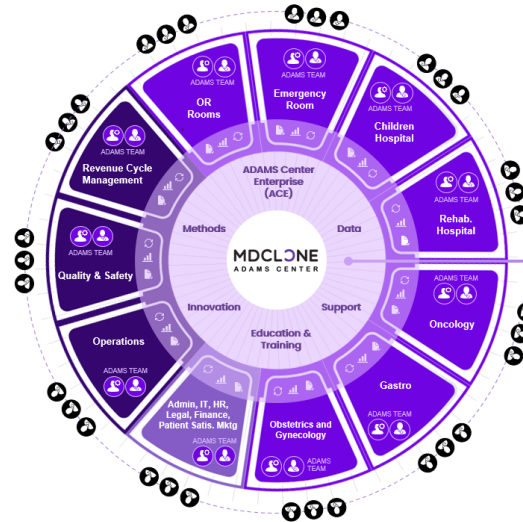 ADAMS TEAM
OR
Rooms
ADAMS TEAM
Emergency
Room
ADAMS TEAM
Children
Hospital
ADAMS TEAM
Rehab.
Hospital
Oncology
ADAMS TEAM
Gastro
ADAMS TEAM
Obstetrics and
Gynecology
ADAMS
TEAM
Admin, IT, HR,
Legal, Finance,
Patient Satis. Mktg
ADAMS
TEAM
Operations
ADAMS TEAM
ADAMS TEAM
Quality & Safety
ADAMS TEAM
Revenue Cycle
Management
ADAMS Center
Enterprise
(ACE)
Methods
Data
MDCLONE
ADAMS CENTER
Innovation
Support
Education &
Training